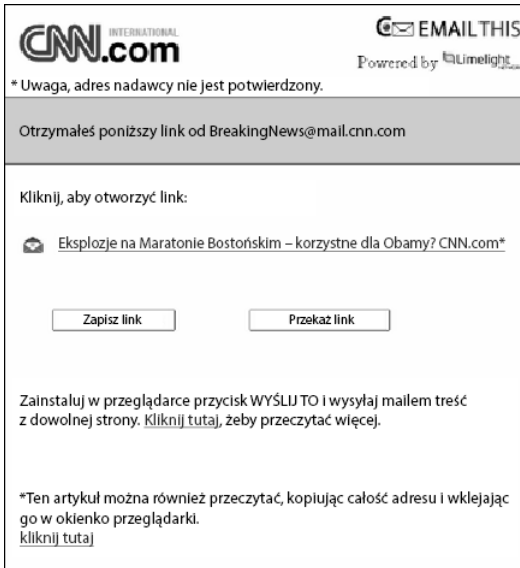 CNN INTERNATIONAL .com
EMAIL THIS
Powered by Limelight
* Uwaga, adres nadawcy nie jest potwierdzony.
Otrzymałeś poniższy link od BreakingNews@mail.cnn.com
Kliknij, aby otworzyć link:
Eksplozje na Maratonie Bostońskim – korzystne dla Obamy? CNN.com*
Zapisz link
Przekaż link
Zainstaluj w przeglądarce przycisk WYŚLIJ TO i wysyłaj mailem treść
z dowolnej strony. Kliknij tutaj, żeby przeczytać więcej.
*Ten artykuł można również przeczytać, kopiując całość adresu i wklejając
go w okienko przeglądarki.
kliknij tutaj